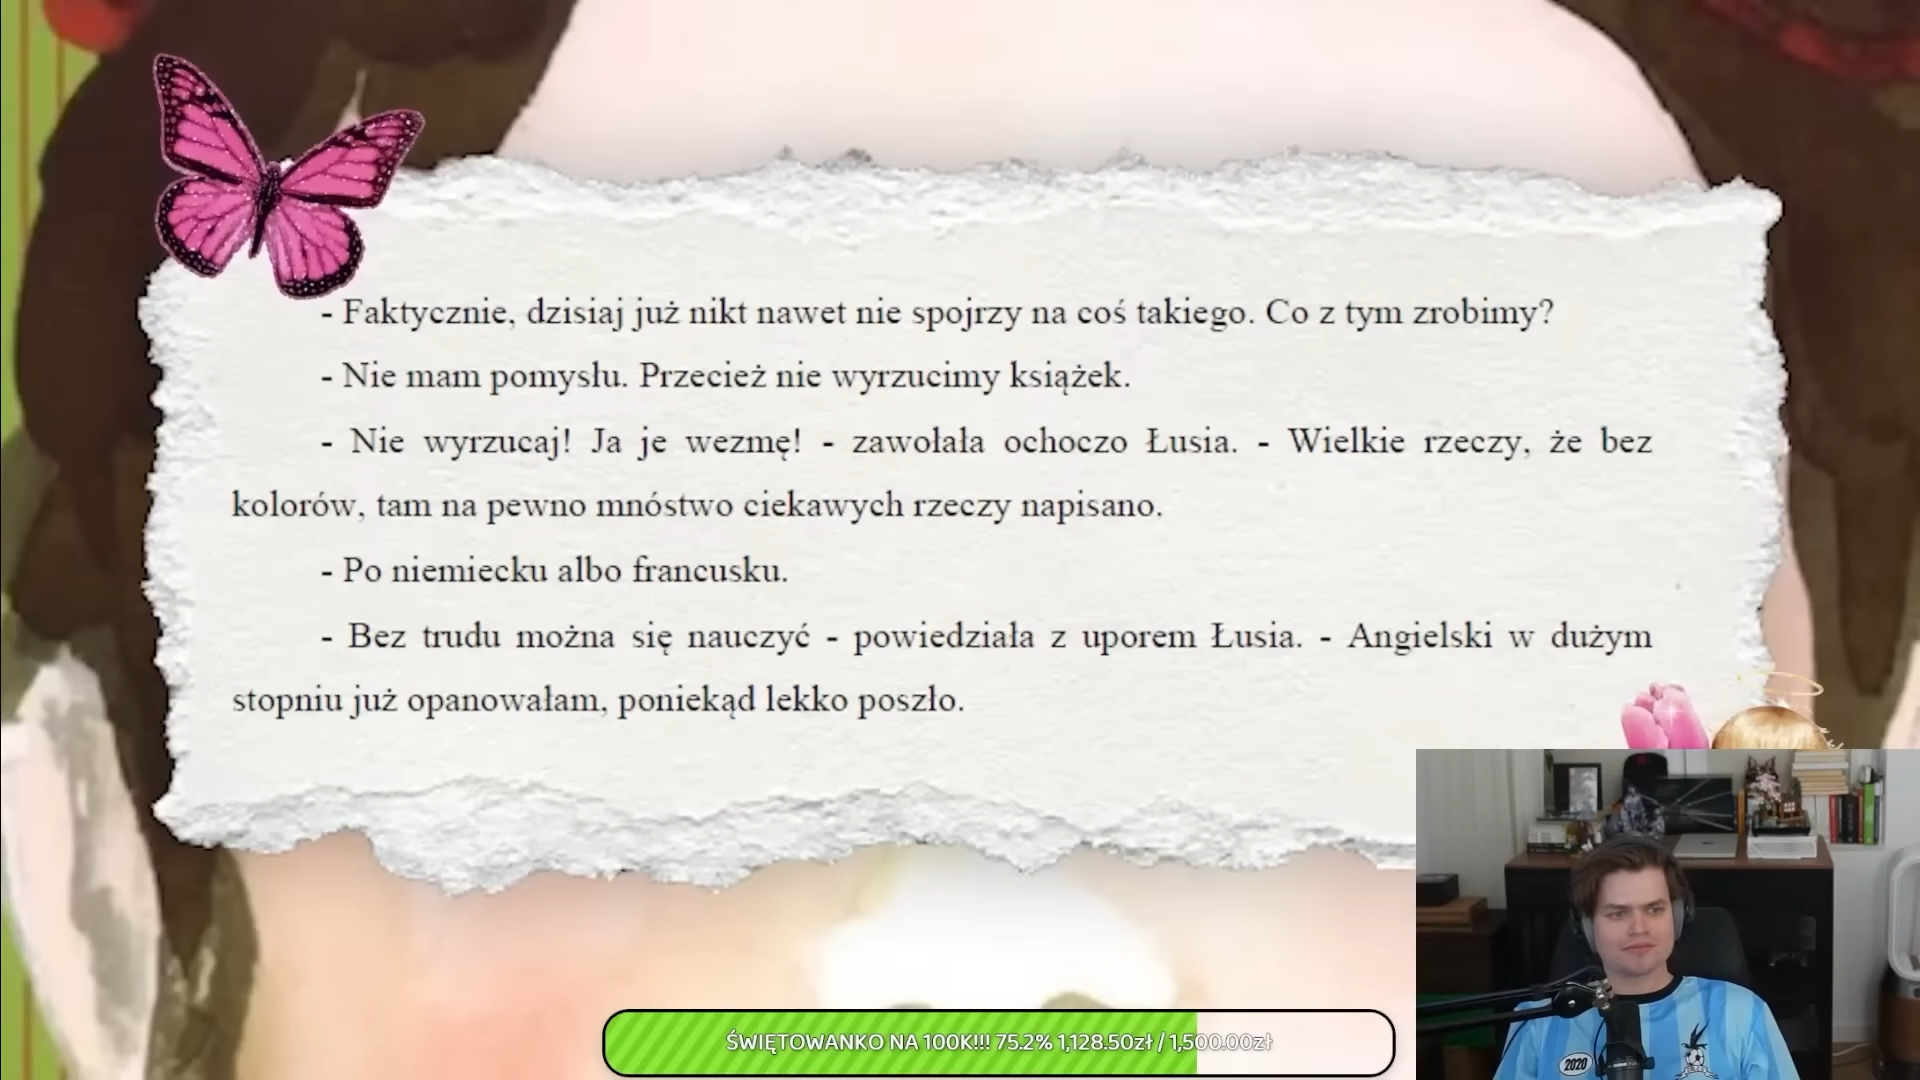 - Faktycznie, dzisiaj już nikt nawet nie spojrzy na coś takiego. Co z tym zrobimy?
- Nie mam pomysłu. Przecież nie wyrzucimy książek.
- Nie wyrzucaj! Ja je wezmę! - zawołała ochoczo Łusia. - Wielkie rzeczy, że bez
kolorów, tam na pewno mnóstwo ciekawych rzeczy napisano.
- Po niemiecku albo francusku.
- Bez trudu można się nauczyć - powiedziała z uporem Łusia. - Angielski w dużym
stopniu już opanowałam, poniekąd lekko poszło.
ŚWIĘTOWANKO NA 100K!!! 75.2% 1,128.50zł / 1,500.00zł
2020